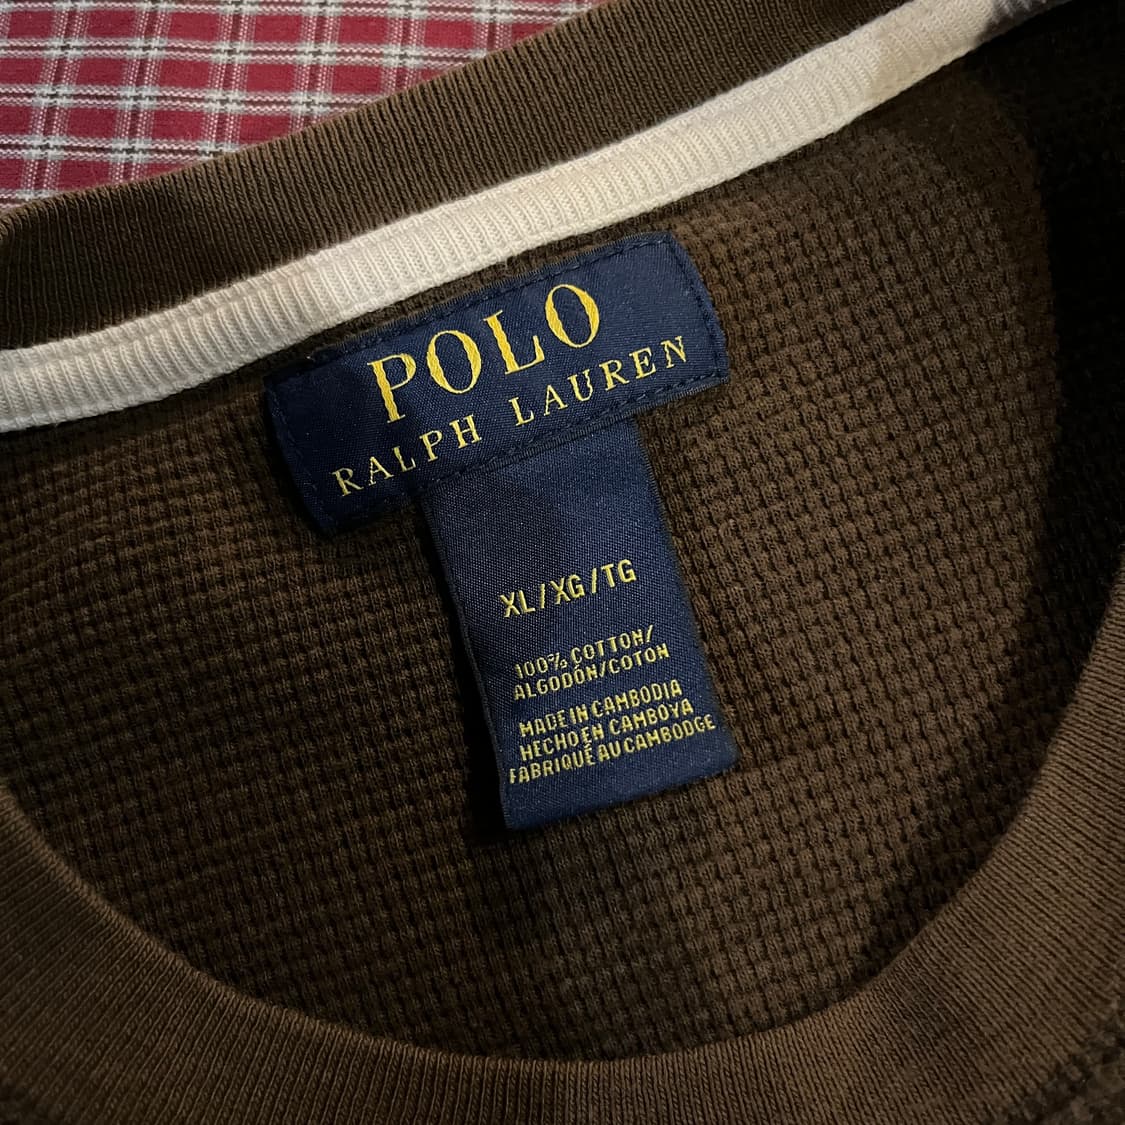 POLO
RALPH LAUREN
XL/XG/TG
100% COTTON/
ALGODÓN/COTON
MADE IN CAMBODIA
HECHO EN CAMBOYA
FABRIQUÉ AU CAMBODGE